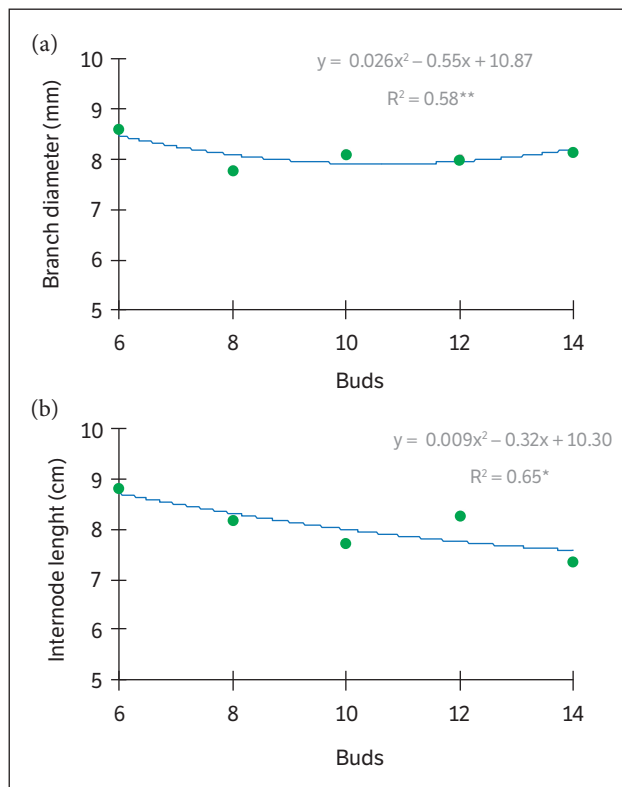 (a)
y = 0.026x² – 0.55x + 10.87
R² = 0.58**
Branch diameter (mm)
10
9
8
7
6
5
6 8 10 12 14
Buds
(b)
y = 0.009x² – 0.32x + 10.30
R² = 0.65*
Internode lenght (cm)
10
9
8
7
6
5
6 8 10 12 14
Buds